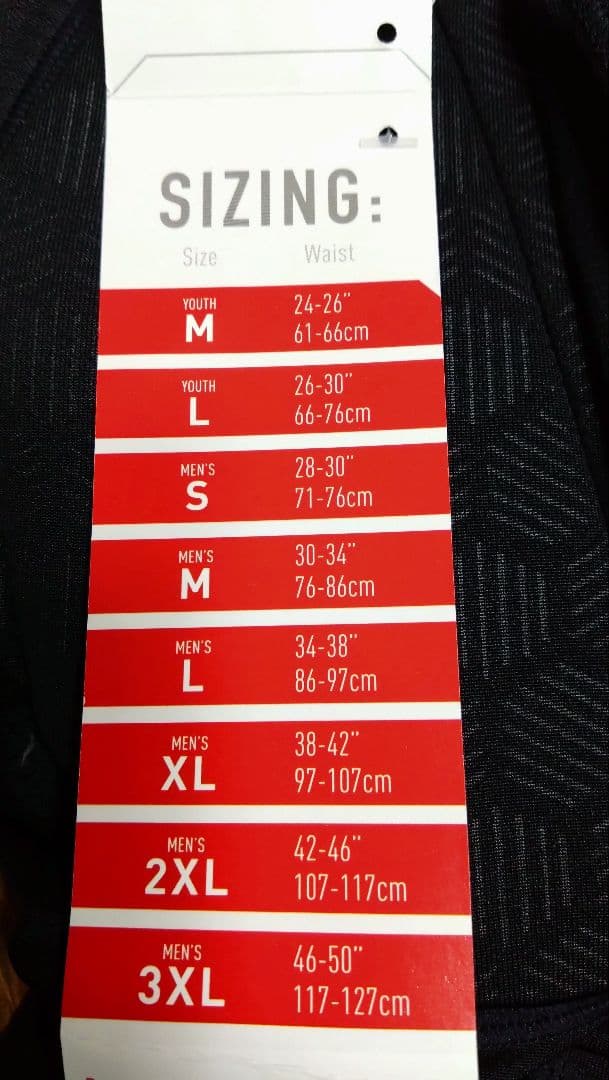 SIZING:
Size Waist
YOUTH 24-26"
M 61-66cm
YOUTH 26-30"
L 66-76cm
MEN'S 28-30"
S 71-76cm
MEN'S 30-34"
M 76-86cm
MEN'S 34-38"
L 86-97cm
MEN'S 38-42"
XL 97-107cm
MEN'S 42-46"
2XL 107-117cm
MEN'S 46-50"
3XL 117-127cm